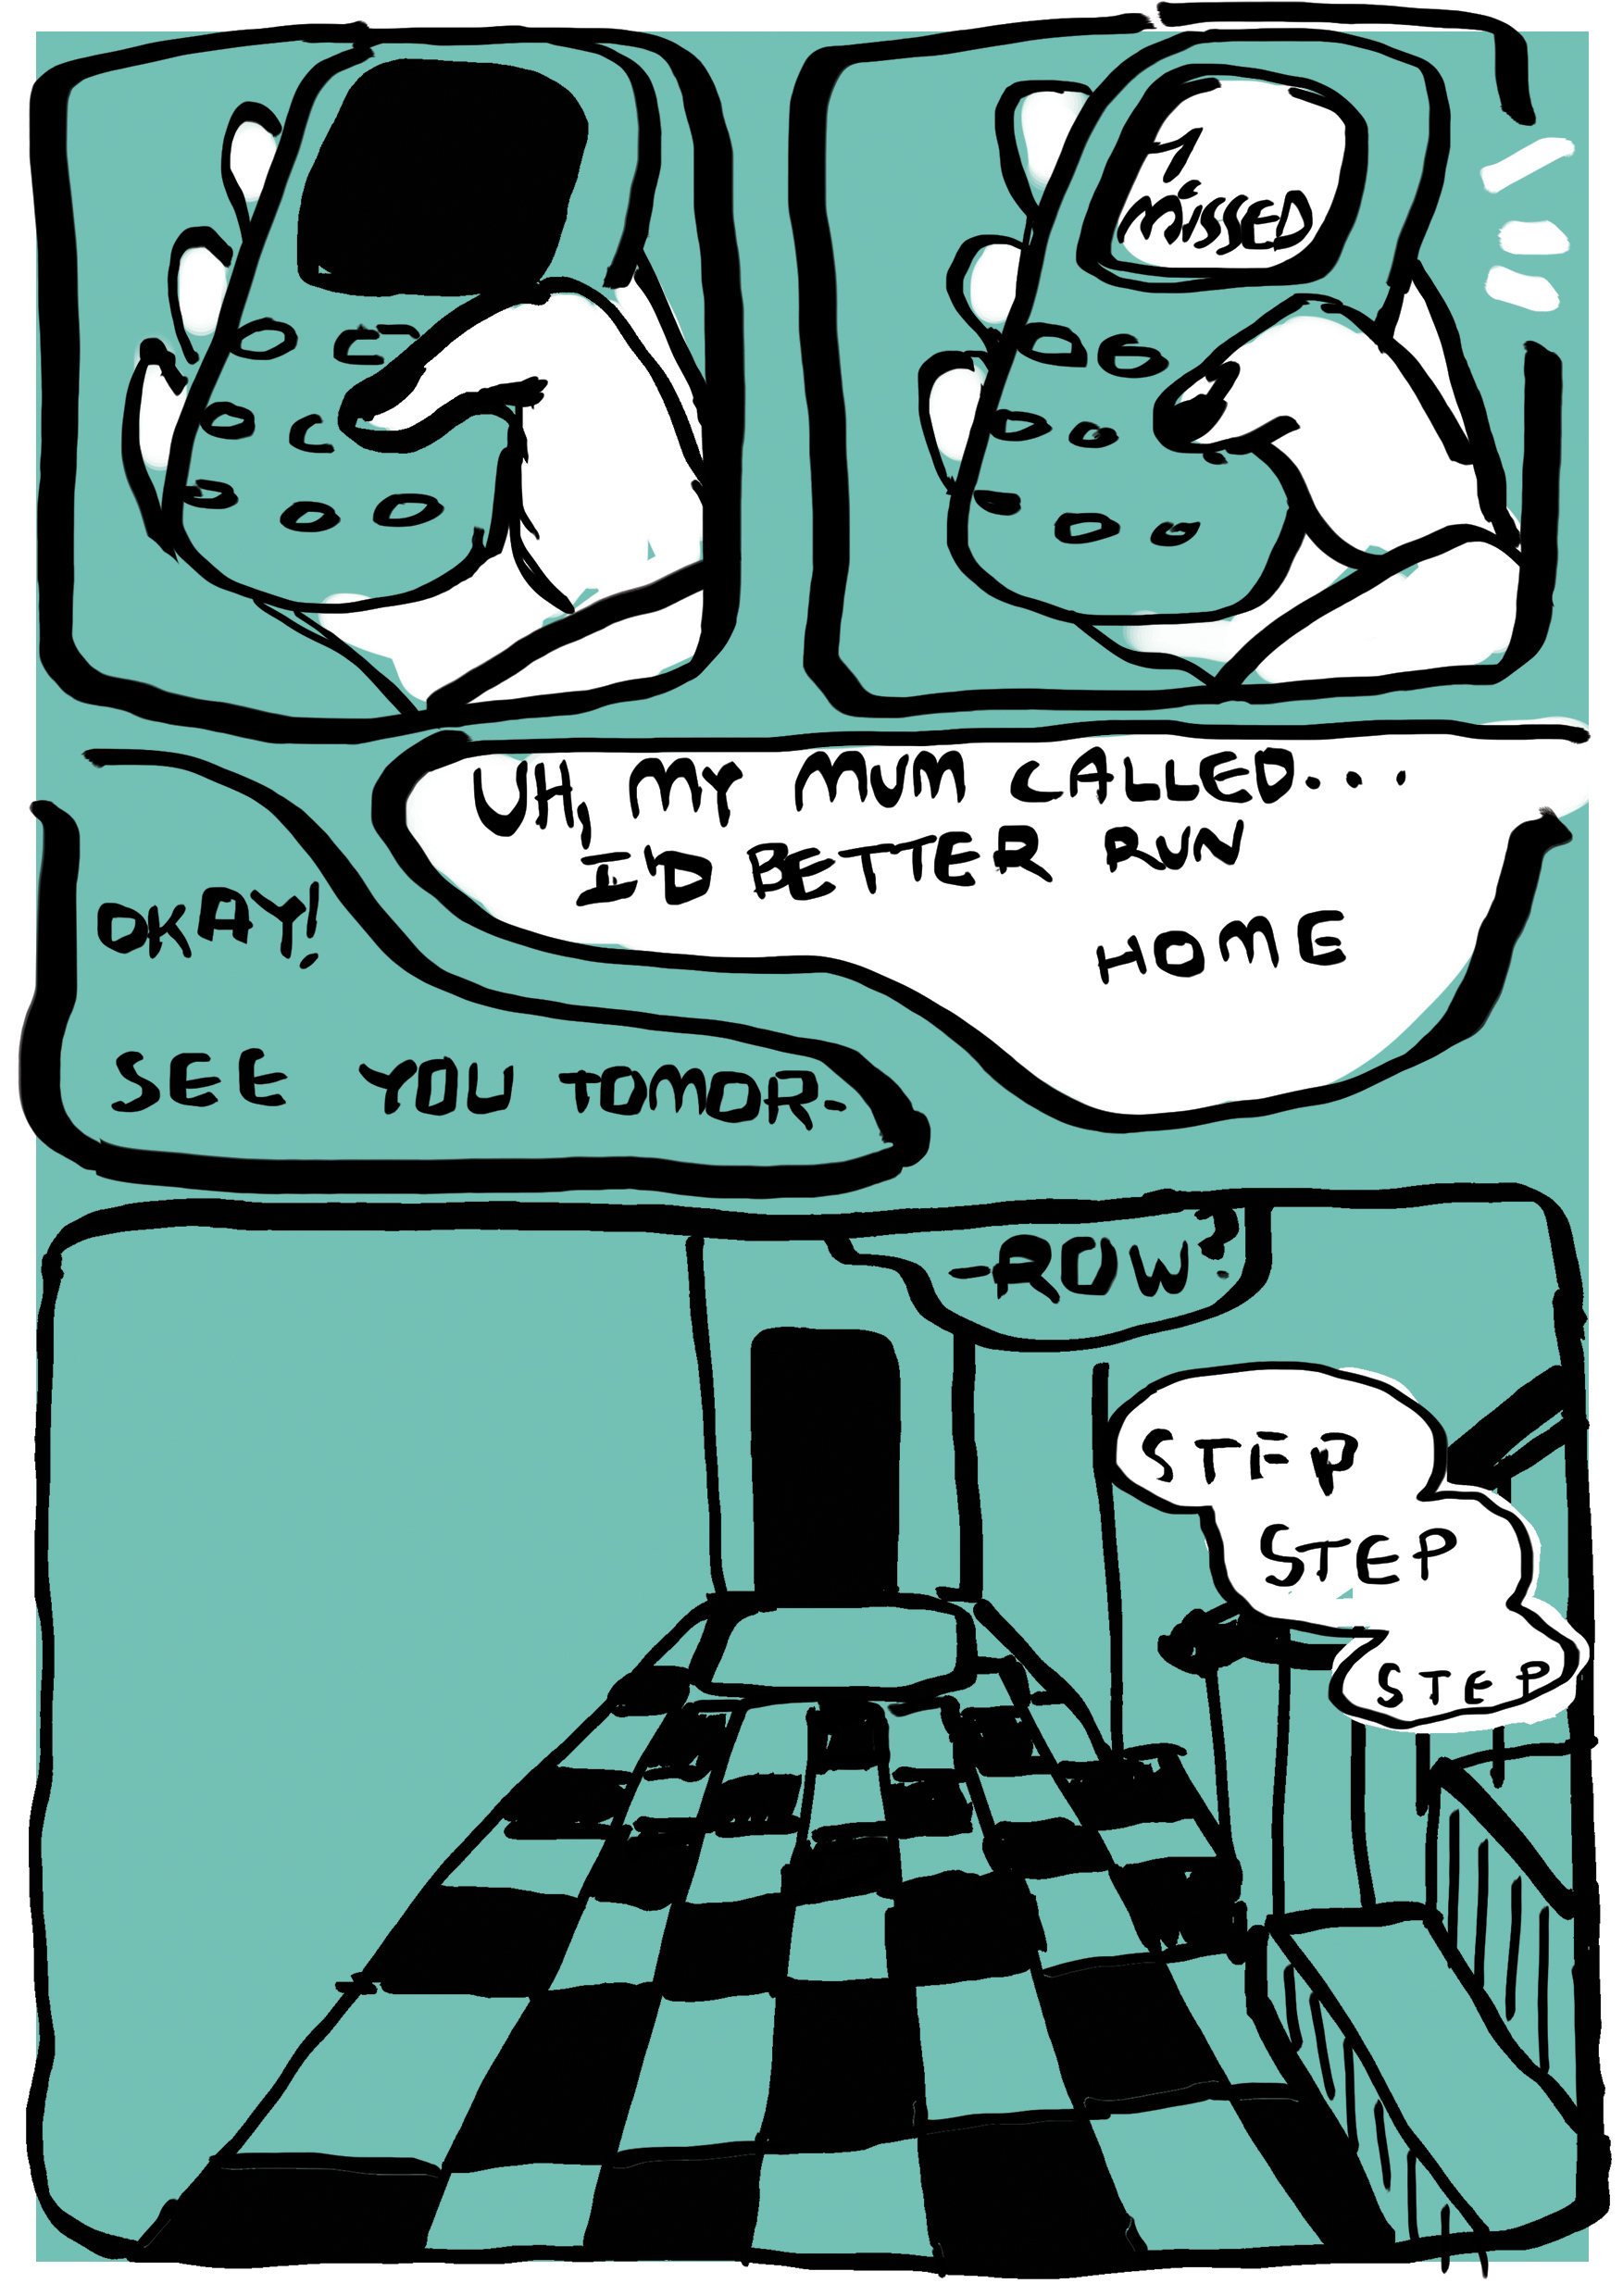 1
MISSED
UH, MY MUM CALLED....
I'D BETTER RUN
HOME
OKAY!
SEE YOU TOMOR-
-ROW?
STEP
STEP
STEP